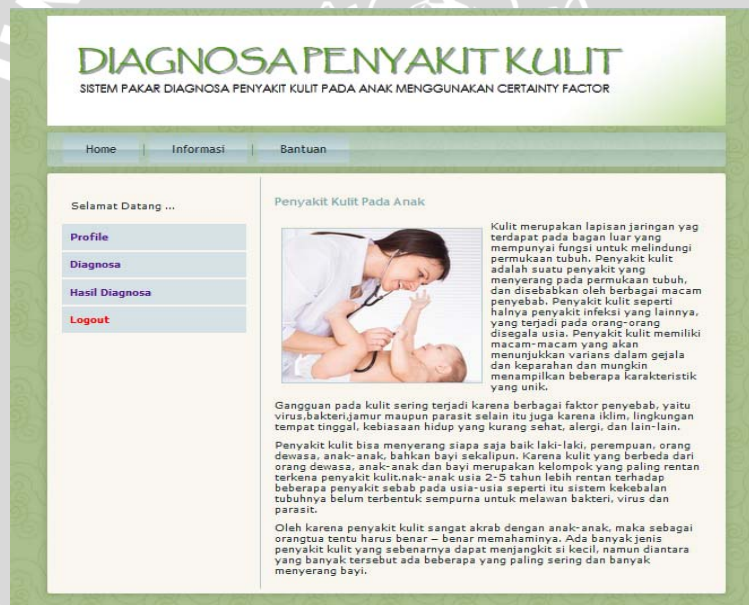 DIAGNOSA PENYAKIT KULIT
SISTEM PAKAR DIAGNOSA PENYAKIT KULIT PADA ANAK MENGGUNAKAN CERTAINTY FACTOR
Home | Informasi | Bantuan
Selamat Datang ...
Profile
Diagnosa
Hasil Diagnosa
Logout
Penyakit Kulit Pada Anak
Kulit merupakan lapisan jaringan yag
terdapat pada bagan luar yang
mempunyai fungsi untuk melindungi
permukaan tubuh. Penyakit kulit
adalah suatu penyakit yang
menyerang pada permukaan tubuh,
dan disebabkan oleh berbagai macam
penyebab. Penyakit kulit seperti
halnya penyakit infeksi yang lainnya,
yang terjadi pada orang-orang
disegala usia. Penyakit kulit memiliki
macam-macam yang akan
menunjukkan varians dalam gejala
dan keparahan dan mungkin
menampilkan beberapa karakteristik
yang unik.
Gangguan pada kulit sering terjadi karena berbagai faktor penyebab, yaitu
virus,bakteri,jamur maupun parasit selain itu juga karena iklim, lingkungan
tempat tinggal, kebiasaan hidup yang kurang sehat, alergi, dan lain-lain.
Penyakit kulit bisa menyerang siapa saja baik laki-laki, perempuan, orang
dewasa, anak-anak, bahkan bayi sekalipun. Karena kulit yang berbeda dari
orang dewasa, anak-anak dan bayi merupakan kelompok yang paling rentan
terkena penyakit kulit.nak-anak usia 2-5 tahun lebih rentan terhadap
beberapa penyakit sebab pada usia-usia seperti itu sistem kekebalan
tubuhnya belum terbentuk sempurna untuk melawan bakteri, virus dan
parasit.
Oleh karena penyakit kulit sangat akrab dengan anak-anak, maka sebagai
orangtua tentu harus benar – benar memahaminya. Ada banyak jenis
penyakit kulit yang sebenarnya dapat menjangkit si kecil, namun diantara
yang banyak tersebut ada beberapa yang paling sering dan banyak
menyerang bayi.